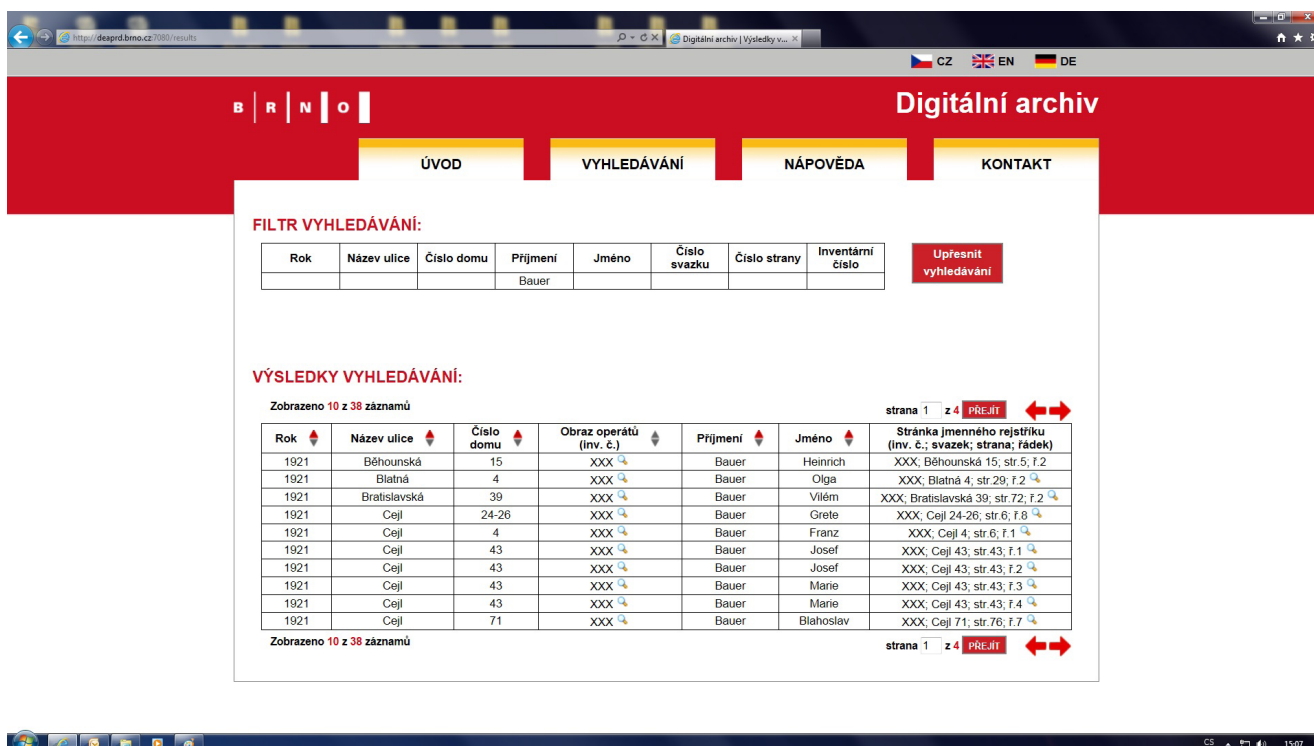 http://deaprd.brno.cz:7080/results
Digitální archiv | Výsledky v...
CZ EN DE
B R N O
Digitální archiv
ÚVOD VYHLEDÁVÁNÍ NÁPOVĚDA KONTAKT
FILTR VYHLEDÁVÁNÍ:
Rok Název ulice Číslo domu Příjmení Jméno Číslo svazku Číslo strany Inventární číslo
Bauer
Upřesnit
vyhledávání
VÝSLEDKY VYHLEDÁVÁNÍ:
Zobrazeno 10 z 38 záznamů
strana 1 z 4 PŘEJÍT
Rok Název ulice Číslo domu Obraz operátů (inv. č.) Příjmení Jméno Stránka jmenného rejstříku (inv. č.; svazek; strana; řádek)
1921 Běhounská 15 XXX Bauer Heinrich XXX; Běhounská 15; str.5; ř.2
1921 Blatná 4 XXX Bauer Olga XXX; Blatná 4; str.29; ř.2
1921 Bratislavská 39 XXX Bauer Vilém XXX; Bratislavská 39; str.72; ř.2
1921 Cejl 24-26 XXX Bauer Grete XXX; Cejl 24-26; str.6; ř.8
1921 Cejl 4 XXX Bauer Franz XXX; Cejl 4; str.6; ř.1
1921 Cejl 43 XXX Bauer Josef XXX; Cejl 43; str.43; ř.1
1921 Cejl 43 XXX Bauer Josef XXX; Cejl 43; str.43; ř.2
1921 Cejl 43 XXX Bauer Marie XXX; Cejl 43; str.43; ř.3
1921 Cejl 43 XXX Bauer Marie XXX; Cejl 43; str.43; ř.4
1921 Cejl 71 XXX Bauer Blahoslav XXX; Cejl 71; str.76; ř.7
Zobrazeno 10 z 38 záznamů
strana 1 z 4 PŘEJÍT
CS 15:07